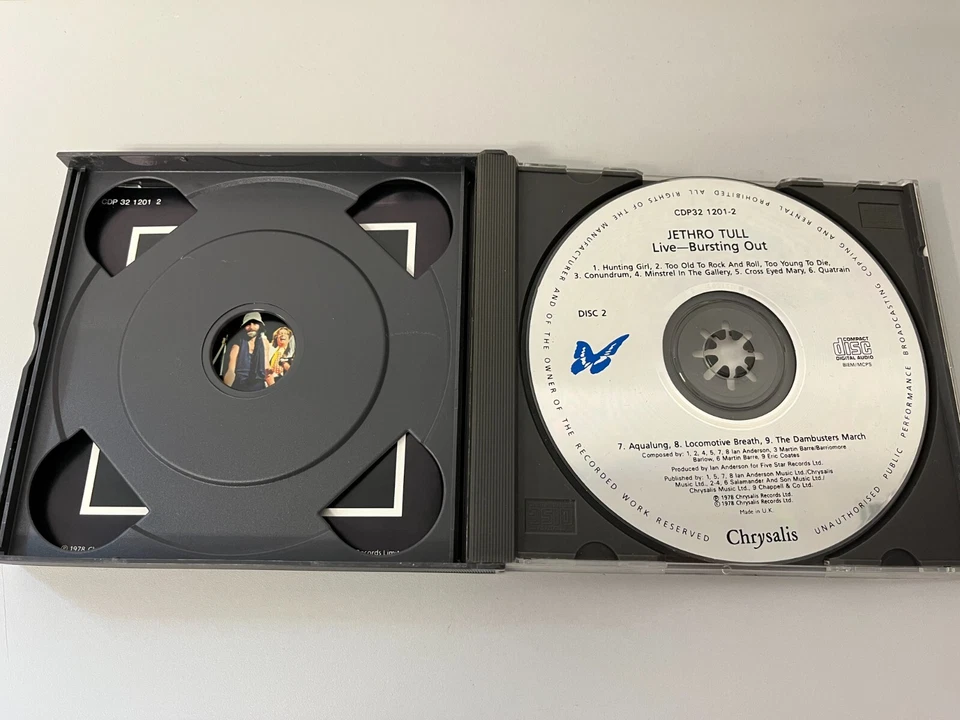 CDP 32 1201 2
℗ 1978 Ch
Records Limi
CDP32 1201-2
JETHRO TULL
Live—Bursting Out
1. Hunting Girl, 2. Too Old To Rock And Roll, Too Young To Die,
3. Conundrum, 4. Minstrel In The Gallery, 5. Cross Eyed Mary, 6. Quatrain
DISC 2
COMPACT
disc
DIGITAL AUDIO
BIEM/MCPS
7. Aqualung, 8. Locomotive Breath, 9. The Dambusters March
Composed by: 1, 2, 4, 5, 7, 8 Ian Anderson, 3 Martin Barre/Barriemore
Barlow, 6 Martin Barre, 9 Eric Coates
Produced by Ian Anderson for Five Star Records Ltd.
Published by: 1, 5, 7, 8 Ian Anderson Music Ltd./Chrysalis
Music Ltd., 2-4, 6 Salamander And Son Music Ltd./
Chrysalis Music Ltd., 9 Chappell & Co Ltd.
℗ 1978 Chrysalis Records Ltd.
© 1978 Chrysalis Records Ltd.
Made in U.K.
Chrysalis
ALL RIGHTS OF THE MANUFACTURER AND OF THE OWNER OF THE RECORDED WORK RESERVED
UNAUTHORISED PUBLIC PERFORMANCE BROADCASTING COPYING AND RENTAL PROHIBITED